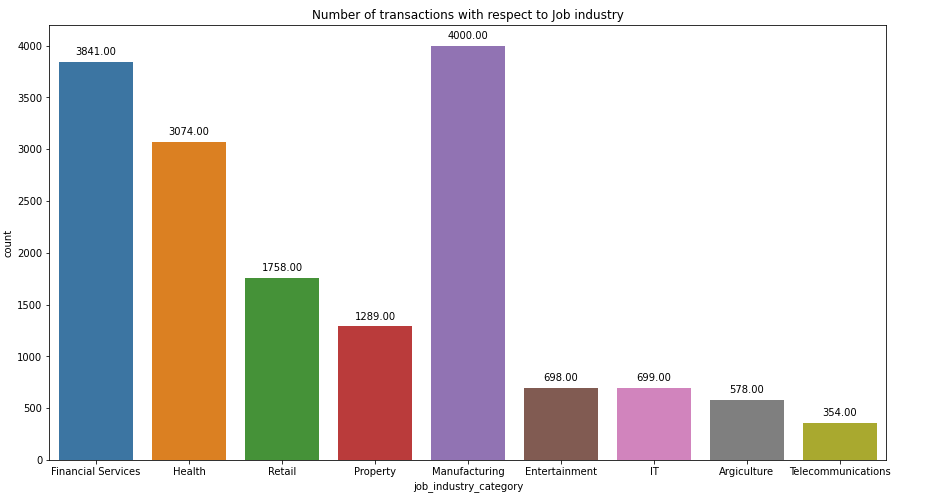 Number of transactions with respect to Job industry
count
4000
3500
3000
2500
2000
1500
1000
500
0
3841.00
3074.00
1758.00
1289.00
4000.00
698.00
699.00
578.00
354.00
Financial Services
Health
Retail
Property
Manufacturing
Entertainment
IT
Argiculture
Telecommunications
job_industry_category